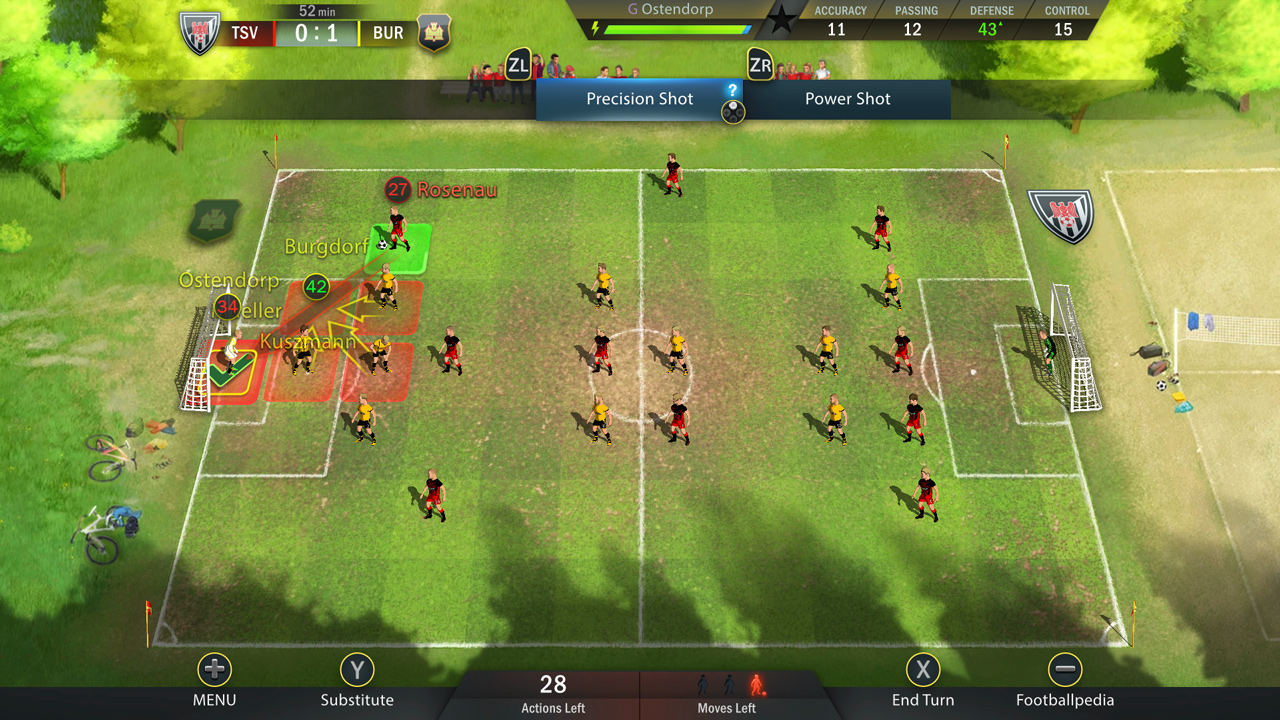 52 min
TSV 0 : 1 BUR
G Ostendorp
ACCURACY PASSING DEFENSE CONTROL
11 12 43 15
ZL ZR
Precision Shot ? Power Shot
27 Rosenau
Burgdorf
Ostendorp 42
34 eller
Kuszmann
MENU
Y
Substitute
28
Actions Left
Moves Left
X
End Turn
Footballpedia